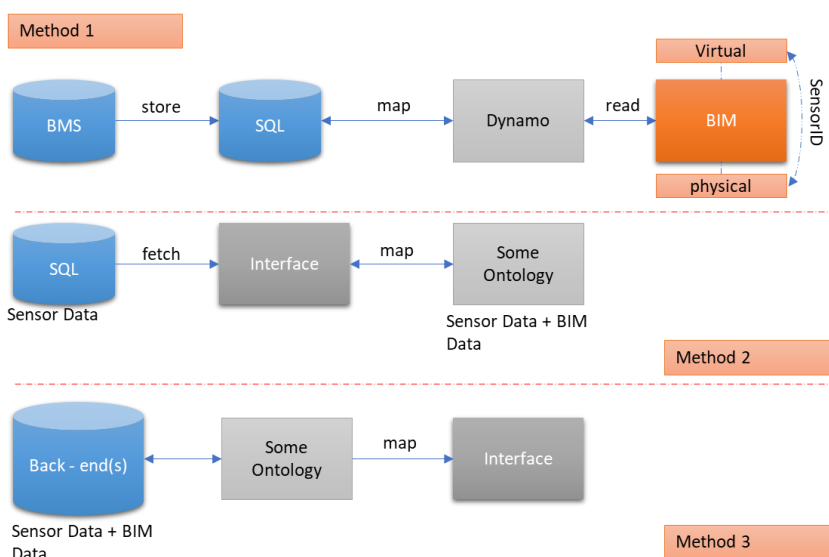 Method 1
Virtual
BMS
store
SQL
map
Dynamo
read
BIM
SensorID
physical
SQL
fetch
Interface
map
Some
Ontology
Sensor Data
Sensor Data + BIM
Data
Method 2
Back - end(s)
Some
Ontology
map
Interface
Sensor Data + BIM
Data
Method 3